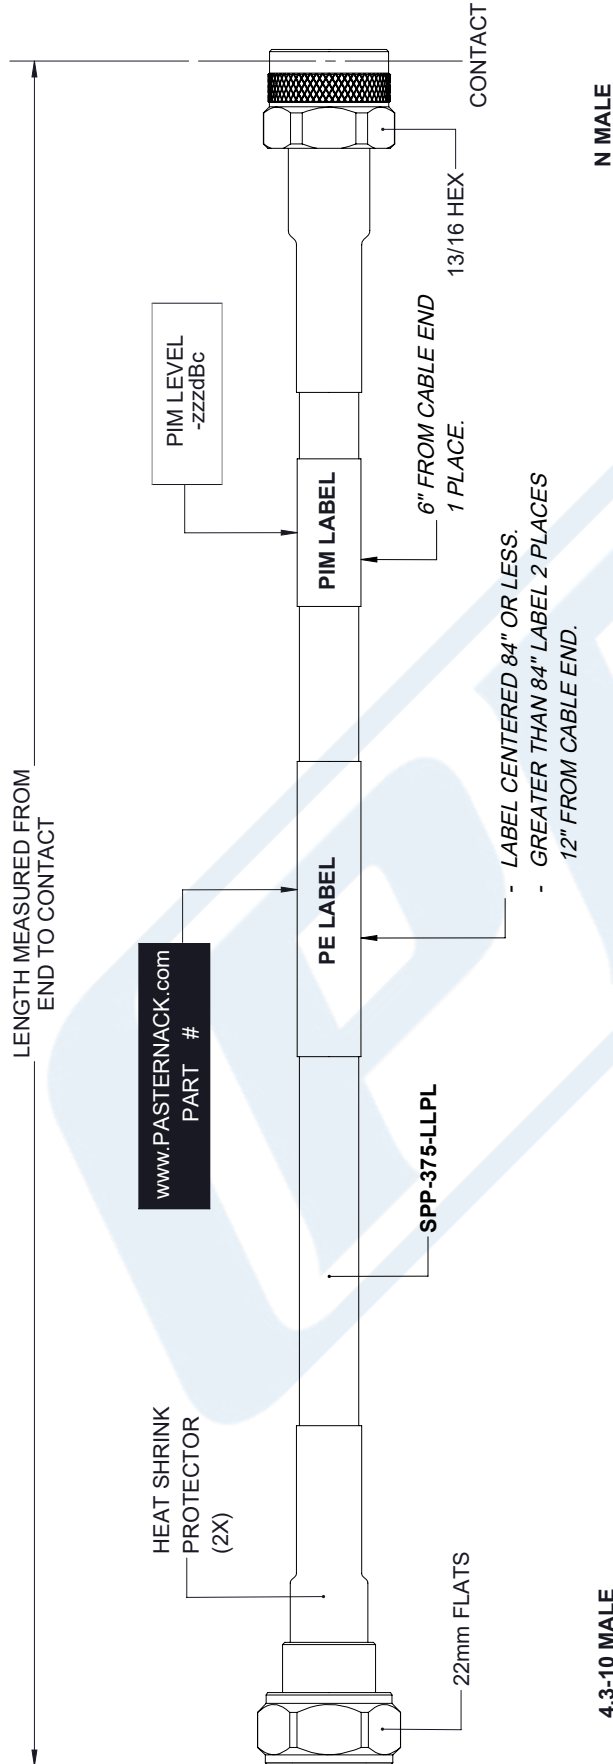 LENGTH MEASURED FROM
END TO CONTACT
HEAT SHRINK
PROTECTOR
(2X)
www.PASTERNACK.com
PART #
PIM LEVEL
-zzzdBc
PE LABEL
PIM LABEL
22mm FLATS
SPP-375-LLPL
- LABEL CENTERED 84" OR LESS.
- GREATER THAN 84" LABEL 2 PLACES
12" FROM CABLE END.
6" FROM CABLE END
1 PLACE.
13/16 HEX
CONTACT
4.3-10 MALE
N MALE